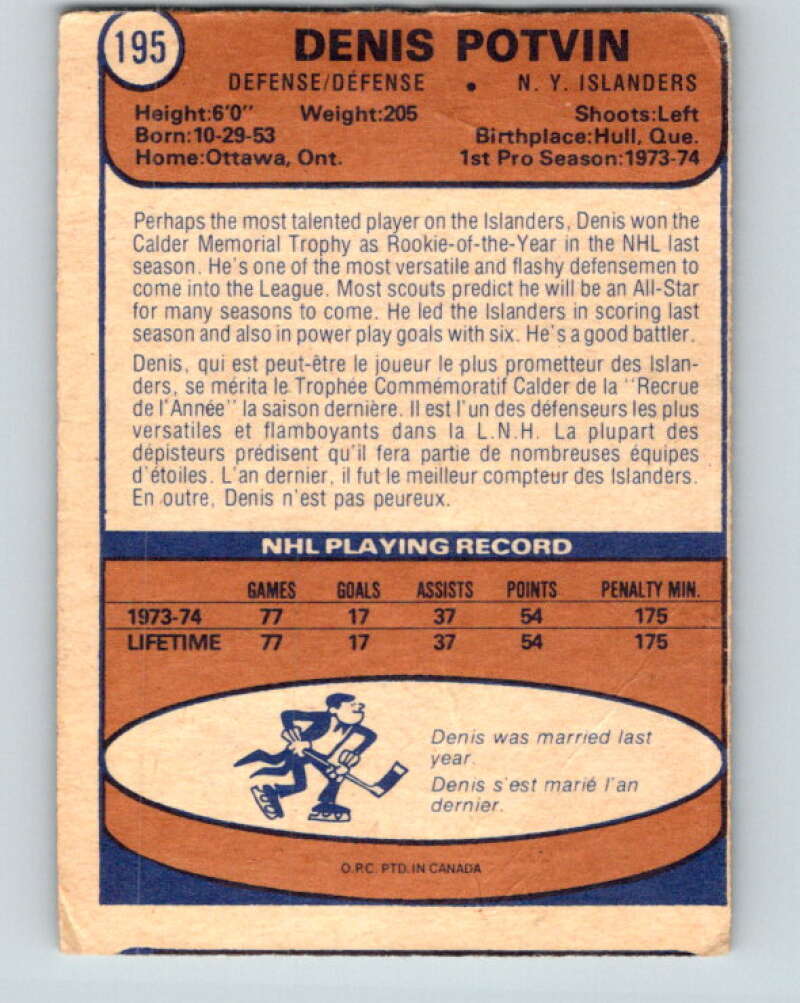 195
DENIS POTVIN
DEFENSE/DÉFENSE • N. Y. ISLANDERS
Height:6'0" Weight:205 Shoots:Left
Born:10-29-53 Birthplace:Hull, Que.
Home:Ottawa, Ont. 1st Pro Season:1973-74
Perhaps the most talented player on the Islanders, Denis won the
Calder Memorial Trophy as Rookie-of-the-Year in the NHL last
season. He's one of the most versatile and flashy defensemen to
come into the League. Most scouts predict he will be an All-Star
for many seasons to come. He led the Islanders in scoring last
season and also in power play goals with six. He's a good battler.
Denis, qui est peut-être le joueur le plus prometteur des Islan-
ders, se mérita le Trophée Commémoratif Calder de la "Recrue
de l'Année" la saison dernière. Il est l'un des défenseurs les plus
versatiles et flamboyants dans la L.N.H. La plupart des
dépisteurs prédisent qu'il fera partie de nombreuses équipes
d'étoiles. L'an dernier, il fut le meilleur compteur des Islanders.
En outre, Denis n'est pas peureux.
NHL PLAYING RECORD
GAMES GOALS ASSISTS POINTS PENALTY MIN.
1973-74 77 17 37 54 175
LIFETIME 77 17 37 54 175
Denis was married last
year.
Denis s'est marié l'an
dernier.
O.P.C. PTD. IN CANADA